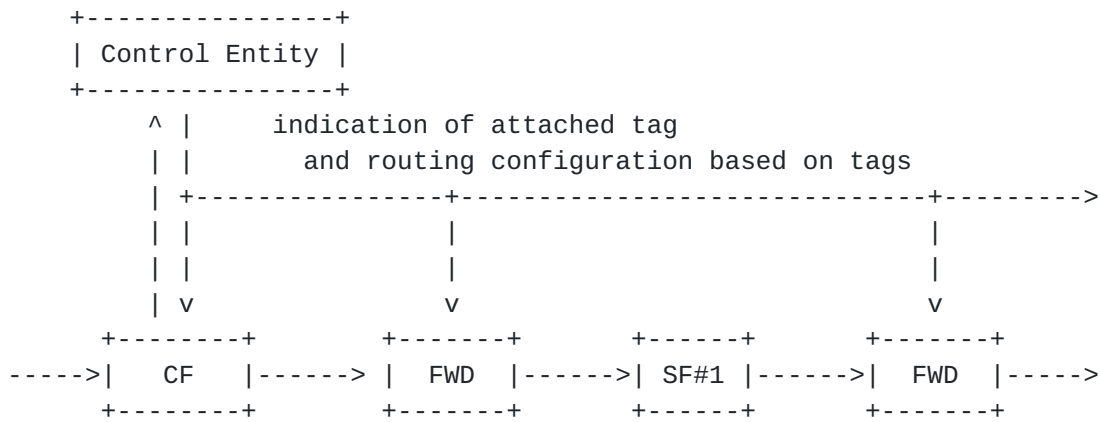 +----------------+
| Control Entity |
+----------------+
^ | indication of attached tag
| | and routing configuration based on tags
| +----------------+------------------------------+--------->
| | | |
| | | |
| v v v
+--------+ +-------+ +------+ +-------+
----->| CF |------> | FWD |------>| SF#1 |------>| FWD |----->
+--------+ +-------+ +------+ +-------+